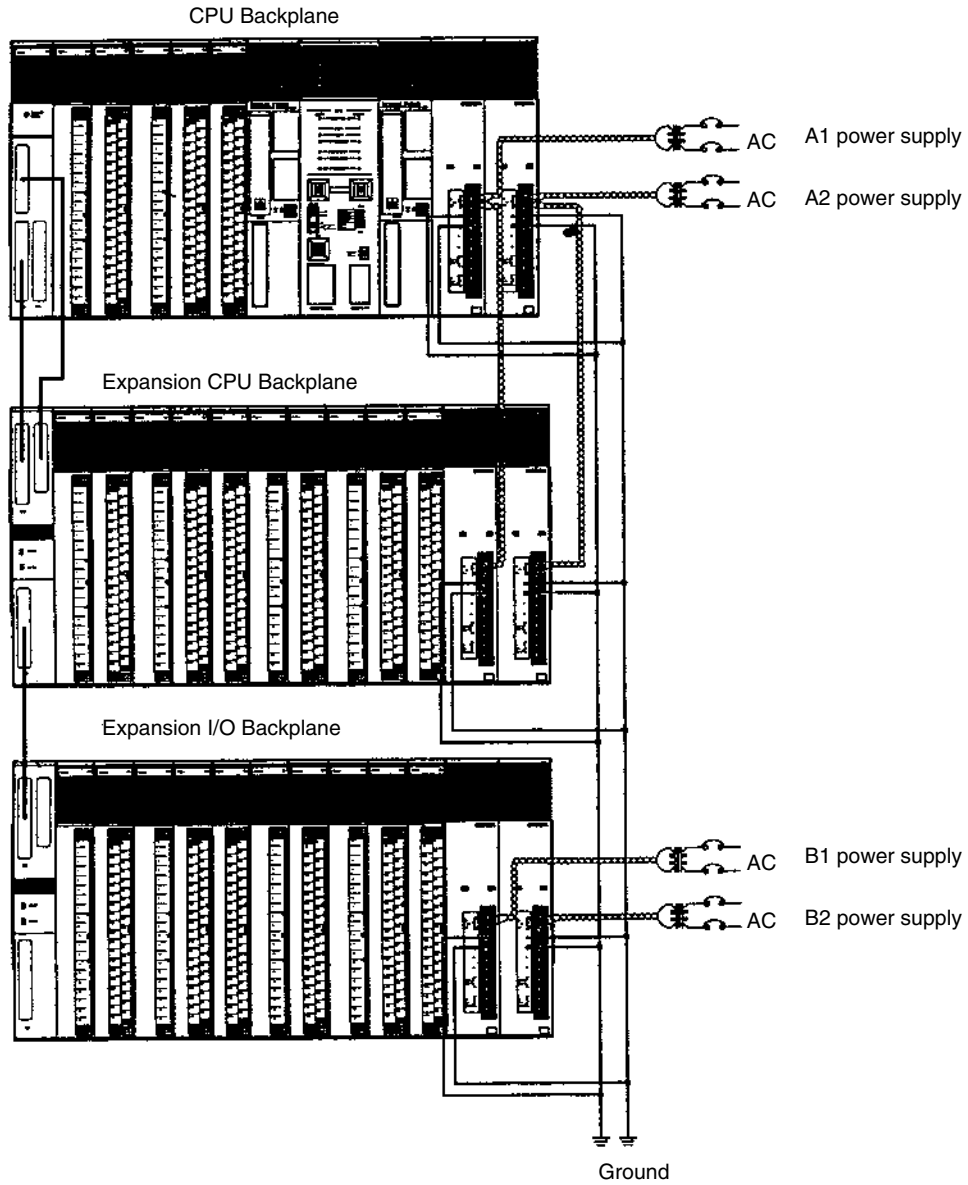 CPU Backplane
AC A1 power supply
AC A2 power supply
Expansion CPU Backplane
Expansion I/O Backplane
AC B1 power supply
AC B2 power supply
Ground